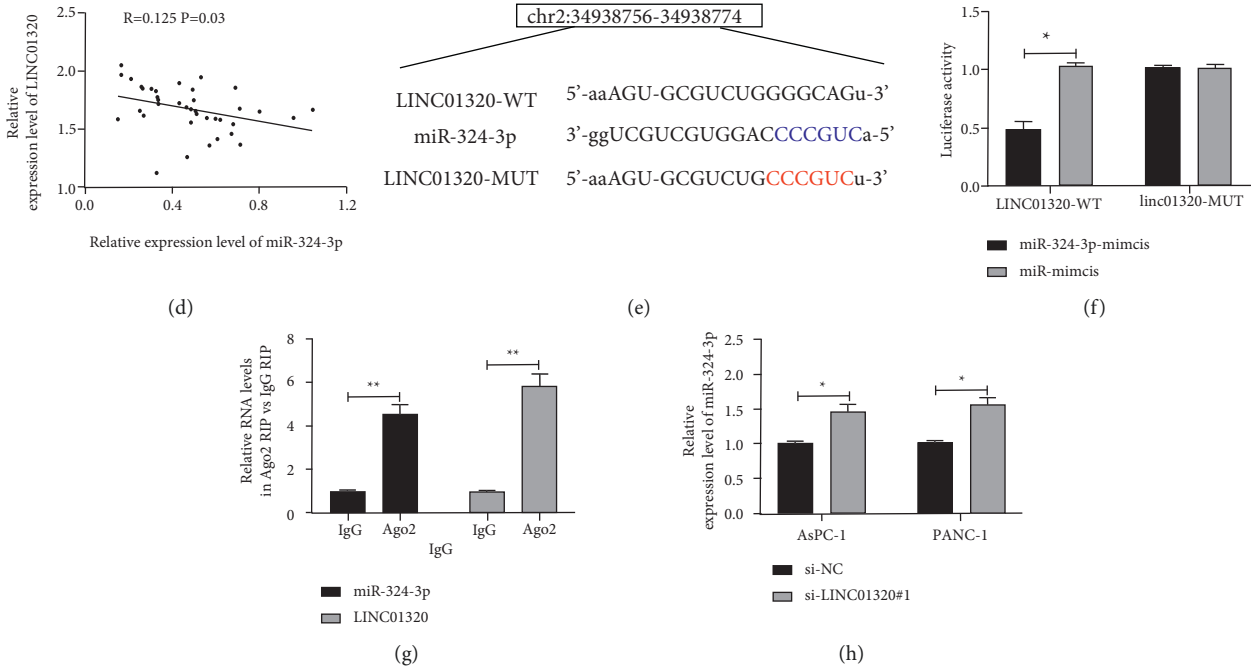 R=0.125 P=0.03
Relative
expression level of LINC01320
2.5
2.0
1.5
1.0
0.0
0.4
0.8
1.2
Relative expression level of miR-324-3p
(d)
chr2:34938756-34938774
LINC01320-WT 5'-aaAGU-GCGUCUGGGGCAGu-3'
miR-324-3p 3'-ggUCGUCGUGGACCCCGUCa-5'
LINC01320-MUT 5'-aaAGU-GCGUCUGCCCGUCu-3'
(e)
Luciferase activity
1.5
1.0
0.5
0.0
*
LINC01320-WT
linc01320-MUT
miR-324-3p-mimcis
miR-mimcis
(f)
Relative RNA levels
in Ago2 RIP vs IgG RIP
8
6
4
2
0
**
**
IgG
Ago2
IgG
Ago2
IgG
miR-324-3p
LINC01320
(g)
Relative
expression level of miR-324-3p
2.5
2.0
1.5
1.0
0.5
0.0
*
*
AsPC-1
PANC-1
si-NC
si-LINC01320#1
(h)